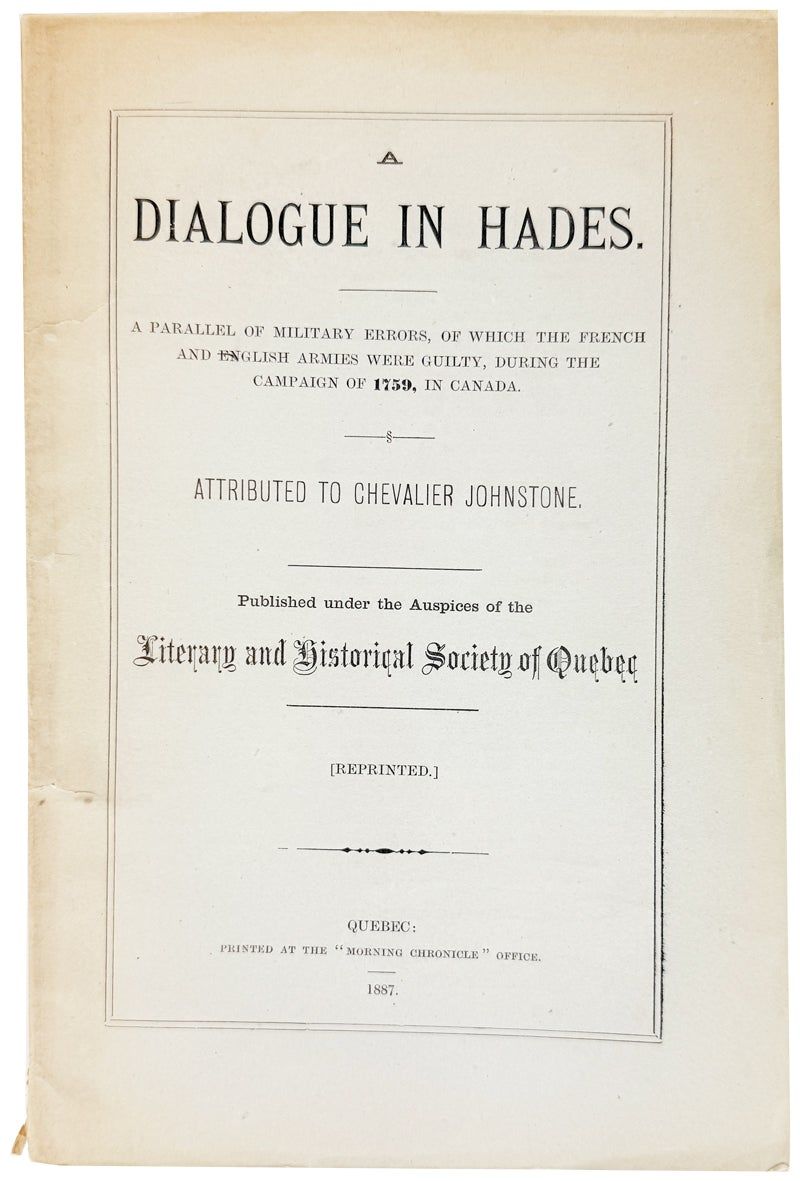 A
DIALOGUE IN HADES.
A PARALLEL OF MILITARY ERRORS, OF WHICH THE FRENCH
AND ENGLISH ARMIES WERE GUILTY, DURING THE
CAMPAIGN OF 1759, IN CANADA.
§
ATTRIBUTED TO CHEVALIER JOHNSTONE.
Published under the Auspices of the
Literary and Historical Society of Quebec
[REPRINTED.]
QUEBEC:
PRINTED AT THE "MORNING CHRONICLE" OFFICE.
1887.